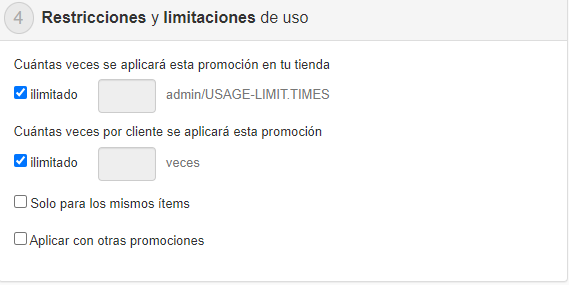 4 Restricciones y limitaciones de uso
Cuántas veces se aplicará esta promoción en tu tienda
ilimitado admin/USAGE-LIMIT.TIMES
Cuántas veces por cliente se aplicará esta promoción
ilimitado veces
Solo para los mismos ítems
Aplicar con otras promociones